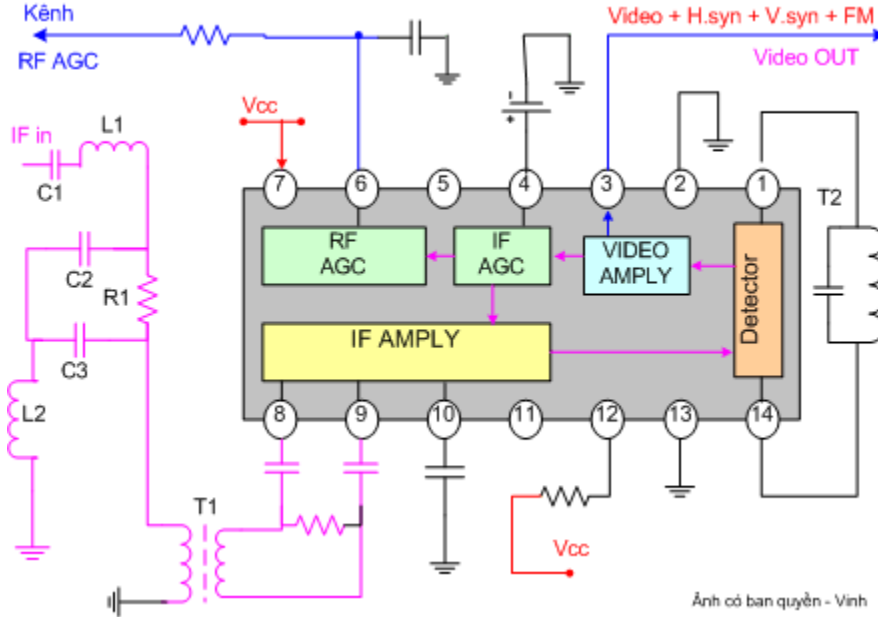 Kênh
RF AGC
Video + H.syn + V.syn + FM
Video OUT
Vcc
IF in
L1
C1
7
6
5
4
3
2
1
T2
RF
AGC
IF
AGC
VIDEO
AMPLY
Detector
C2
R1
C3
IF AMPLY
L2
8
9
10
11
12
13
14
T1
Vcc
Ảnh có ban quyền - Vinh
-
+